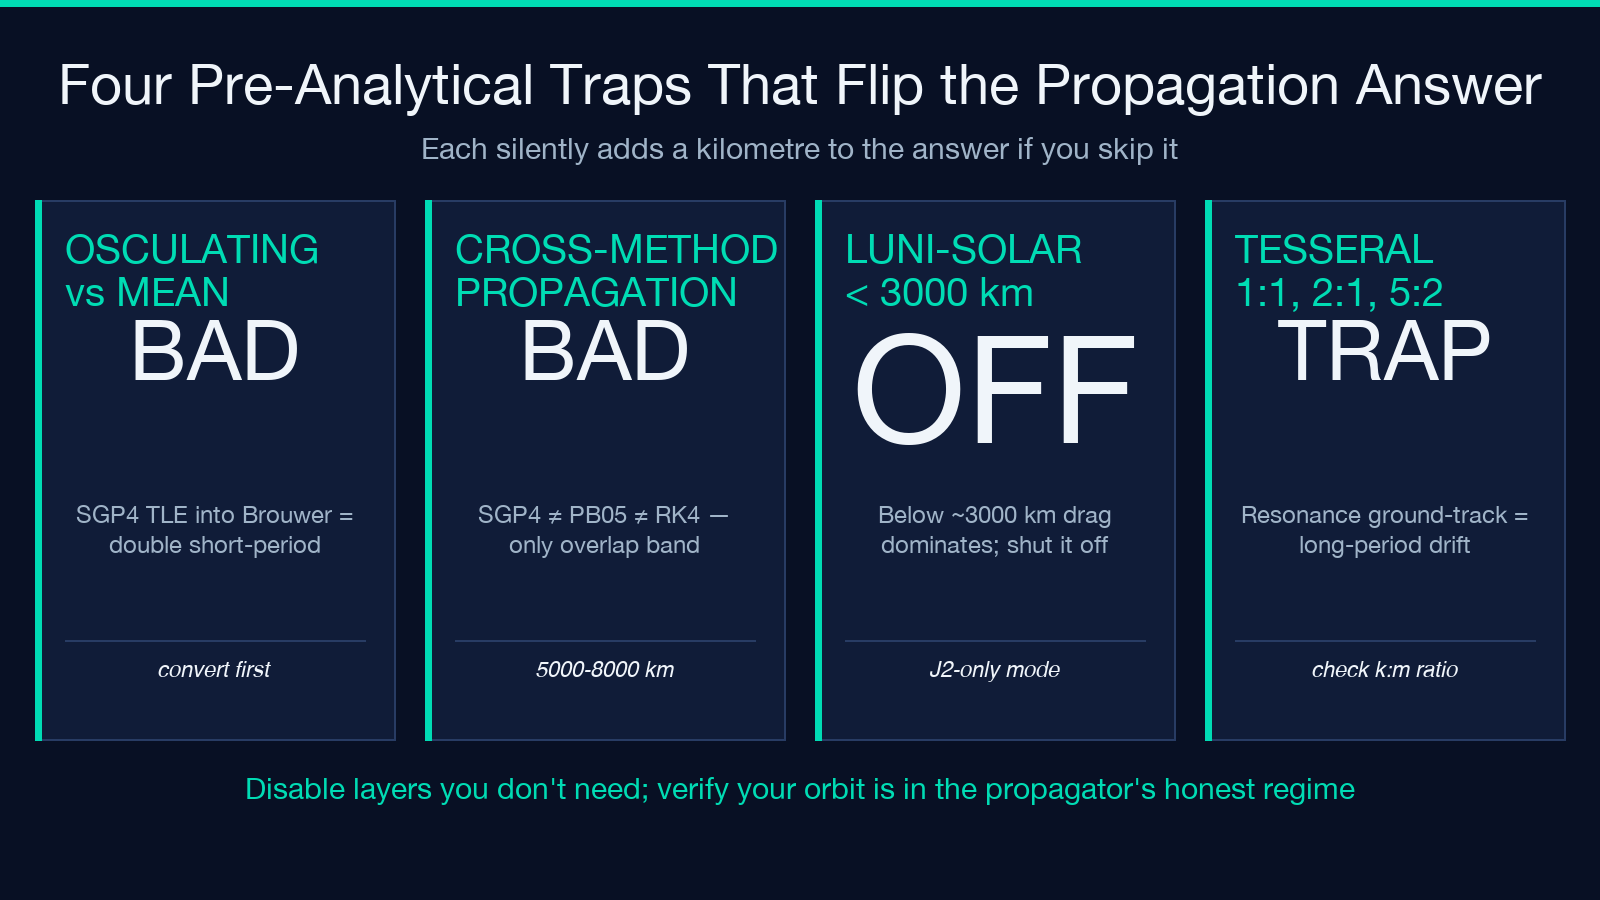 Four Pre-Analytical Traps That Flip the Propagation Answer
Each silently adds a kilometre to the answer if you skip it
OSCULATING
vs MEAN
BAD
SGP4 TLE into Brouwer =
double short-period
convert first
CROSS-METHOD
PROPAGATION
BAD
SGP4 ≠ PB05 ≠ RK4 —
only overlap band
5000-8000 km
LUNI-SOLAR
< 3000 km
OFF
Below ~3000 km drag
dominates; shut it off
J2-only mode
TESSERAL
1:1, 2:1, 5:2
TRAP
Resonance ground-track =
long-period drift
check k:m ratio
Disable layers you don't need; verify your orbit is in the propagator's honest regime